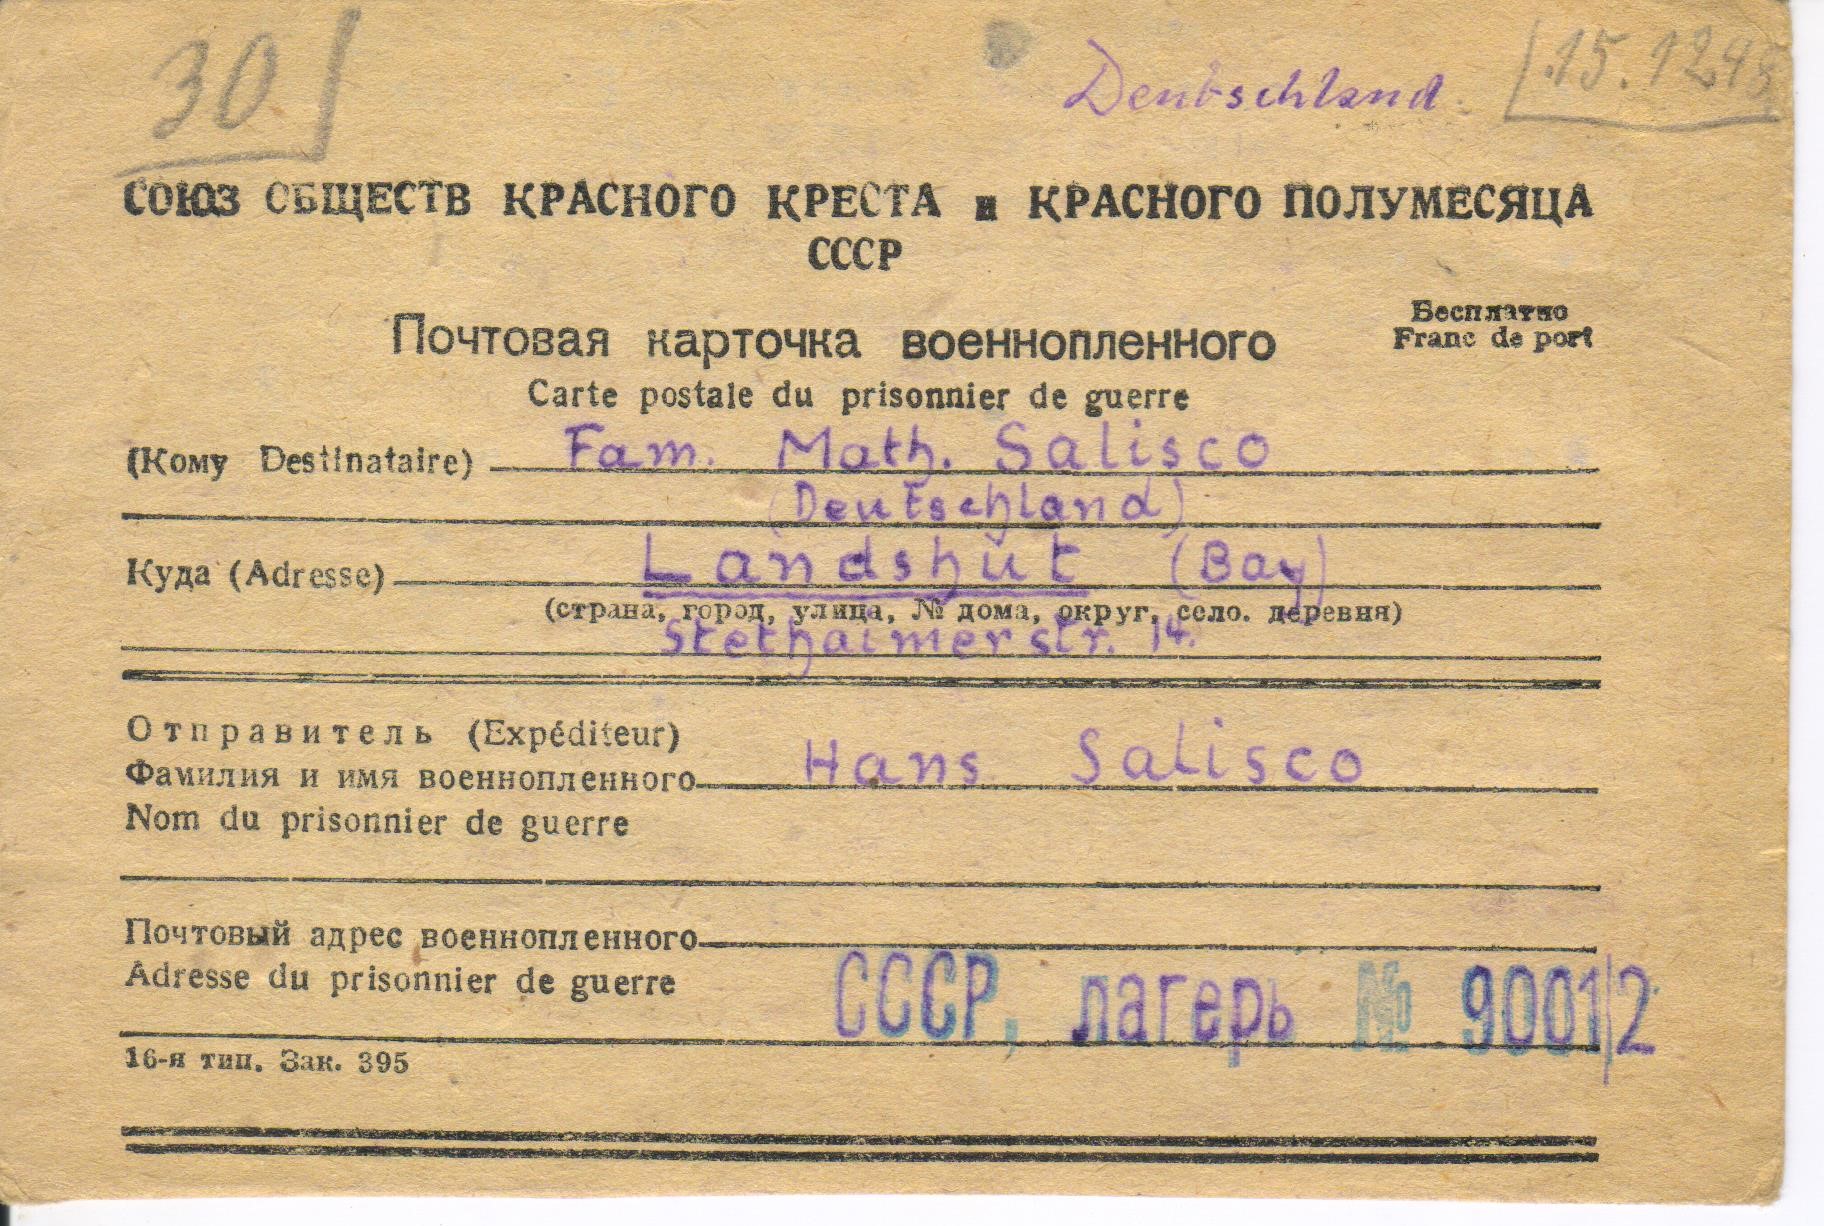 30
Deutschland
15.12.48
СОЮЗ ОБЩЕСТВ КРАСНОГО КРЕСТА и КРАСНОГО ПОЛУМЕСЯЦА
СССР
Бесплатно
Franc de port
Почтовая карточка военнопленного
Carte postale du prisonnier de guerre
(Кому Destinataire) Fam. Math. Salisco
(Deutschland)
Куда (Adresse) Landshut (Bay)
(страна, город, улица, № дома, округ, село. деревня)
Stethaimerstr. 14.
Отправитель (Expéditeur)
Фамилия и имя военнопленного Hans Salisco
Nom du prisonnier de guerre
Почтовый адрес военнопленного
Adresse du prisonnier de guerre
СССР, лагерь № 9001/2
16-я тип. Зак. 395